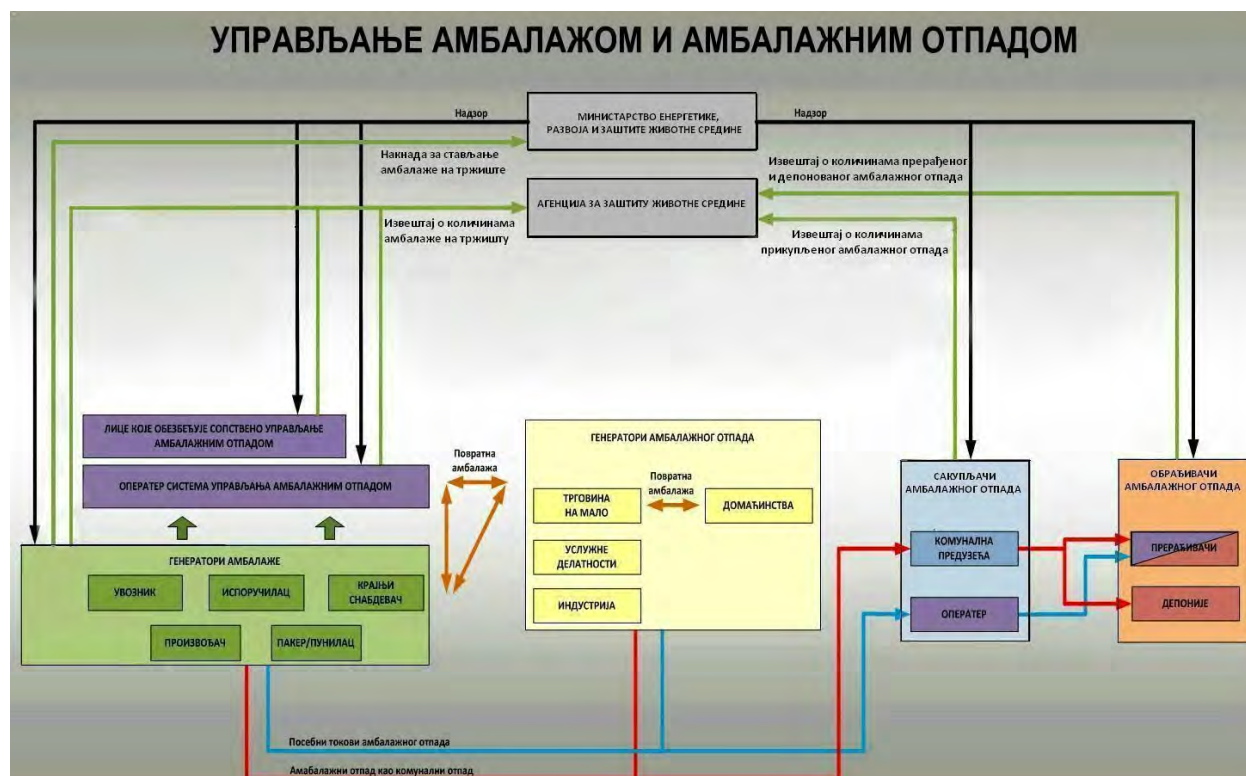 УПРАВЉАЊЕ АМБАЛАЖОМ И АМБАЛАЖНИМ ОТПАДОМ
Надзор
МИНИСТАРСТВО ЕНЕРГЕТИКЕ,
РАЗВОЈА И ЗАШТИТЕ ЖИВОТНЕ СРЕДИНЕ
Надзор
Накнада за стављање
амбалаже на тржиште
Извештај о количинама прерађеног
и депонованог амбалажног отпада
АГЕНЦИЈА ЗА ЗАШТИТУ ЖИВОТНЕ СРЕДИНЕ
Извештај о количинама
амбалаже на тржишту
Извештај о количинама
прикупљеног амбалажног отпада
ЛИЦЕ КОЈЕ ОБЕЗБЕЂУЈЕ СОПСТВЕНО УПРАВЉАЊЕ
АМБАЛАЖНИМ ОТПАДОМ
ОПЕРАТЕР СИСТЕМА УПРАВЉАЊА АМБАЛАЖНИМ ОТПАДОМ
Повратна
амбалажа
ГЕНЕРАТОРИ АМБАЛАЖНОГ ОТПАДА
ТРГОВИНА
НА МАЛО
Повратна
амбалажа
ДОМАЋИНСТВА
УСЛУЖНЕ
ДЕЛАТНОСТИ
ИНДУСТРИЈА
САКУПЉАЧИ
АМБАЛАЖНОГ ОТПАДА
КОМУНАЛНА
ПРЕДУЗЕЋА
ОПЕРАТЕР
ОБРАЂИВАЧИ
АМБАЛАЖНОГ ОТПАДА
ПРЕРАЂИВАЧИ
ДЕПОНИЈЕ
ГЕНЕРАТОРИ АМБАЛАЖЕ
УВОЗНИК
ИСПОРУЧИЛАЦ
КРАЈЊИ
СНАБДЕВАЧ
ПРОИЗВОЂАЧ
ПАКЕР/ПУНИЛАЦ
Посебни токови амбалажног отпада
Амабалажни отпад као комунални отпад